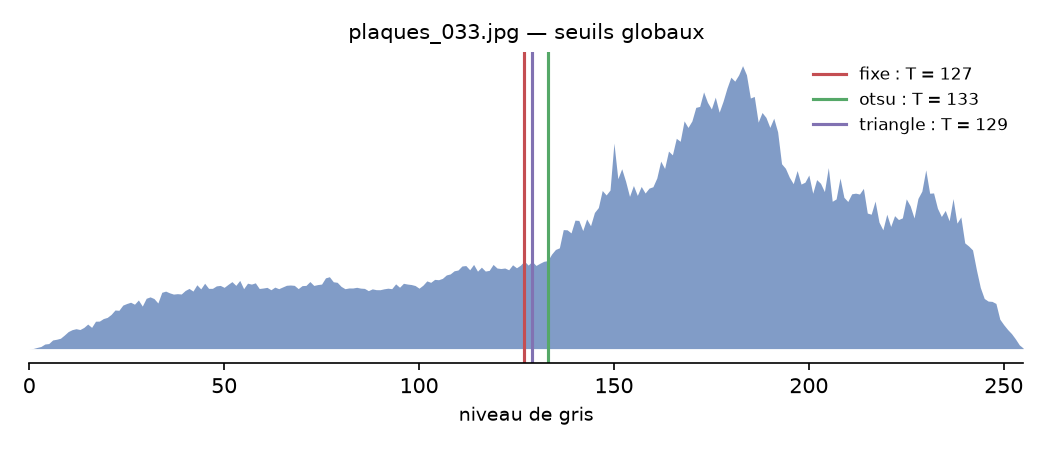 plaques_033.jpg — seuils globaux
fixe : T = 127
otsu : T = 133
triangle : T = 129
0 50 100 150 200 250
niveau de gris